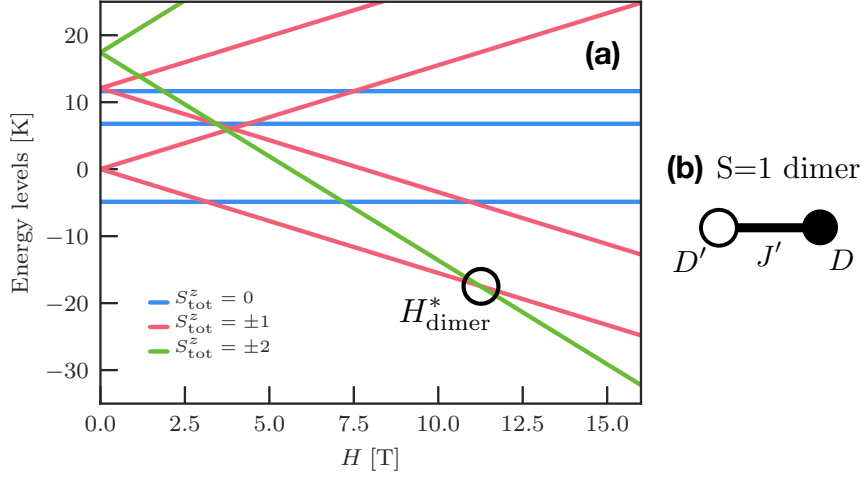 (a)
Energy levels [K]
20
10
0
−10
−20
−30
S^z_tot = 0
S^z_tot = ±1
S^z_tot = ±2
H^*_dimer
0.0 2.5 5.0 7.5 10.0 12.5 15.0
H [T]
(b) S=1 dimer
D′ J′ D